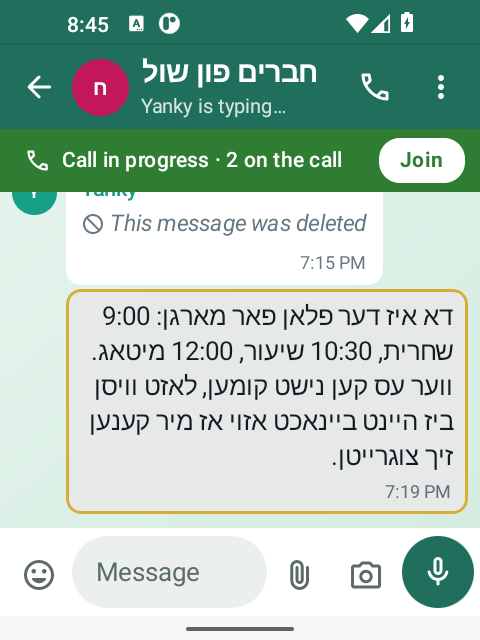 8:45
חברים פון שול
ח
Yanky is typing…
Call in progress · 2 on the call
Join
This message was deleted
7:15 PM
דא איז דער פלאן פאר מארגן: 9:00
שחרית, 10:30 שיעור, 12:00 מיטאג.
ווער עס קען נישט קומען, לאזט וויסן
ביז היינט ביינאכט אזוי אז מיר קענען
זיך צוגרייטן.
7:19 PM
Message